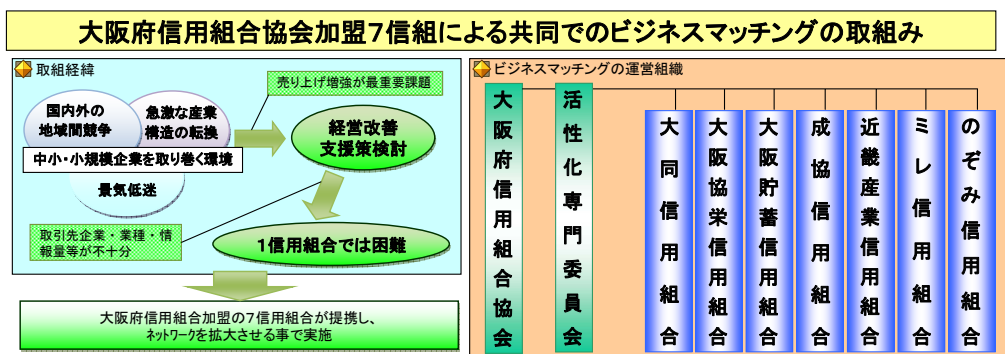 大阪府信用組合協会加盟7信組による共同でのビジネスマッチングの取組み
取組経緯
売り上げ増強が最重要課題
国内外の
地域間競争
急激な産業
構造の転換
中小・小規模企業を取り巻く環境
景気低迷
経営改善
支援策検討
取引先企業・業種・情
報量等が不十分
1信用組合では困難
大阪府信用組合加盟の7信用組合が提携し、
ネットワークを拡大させる事で実施
ビジネスマッチングの運営組織
大阪府信用組合協会
活性化専門委員会
大同信用組合
大阪協栄信用組合
大阪貯蓄信用組合
成協信用組合
近畿産業信用組合
ミレ信用組合
のぞみ信用組合